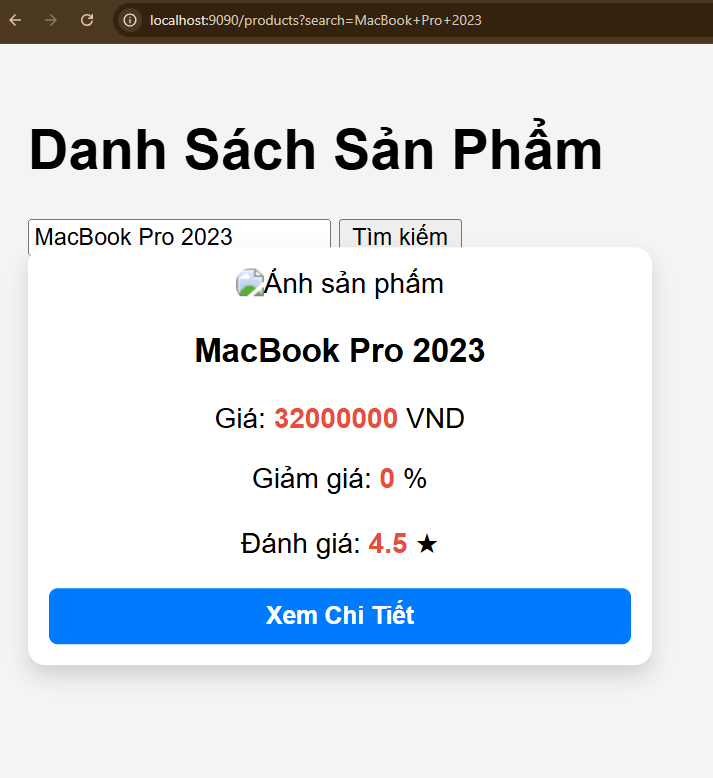 localhost:9090/products?search=MacBook+Pro+2023
Danh Sách Sản Phẩm
MacBook Pro 2023 Tìm kiếm
Ảnh sản phẩm
MacBook Pro 2023
Giá: 32000000 VND
Giảm giá: 0 %
Đánh giá: 4.5 ★
Xem Chi Tiết